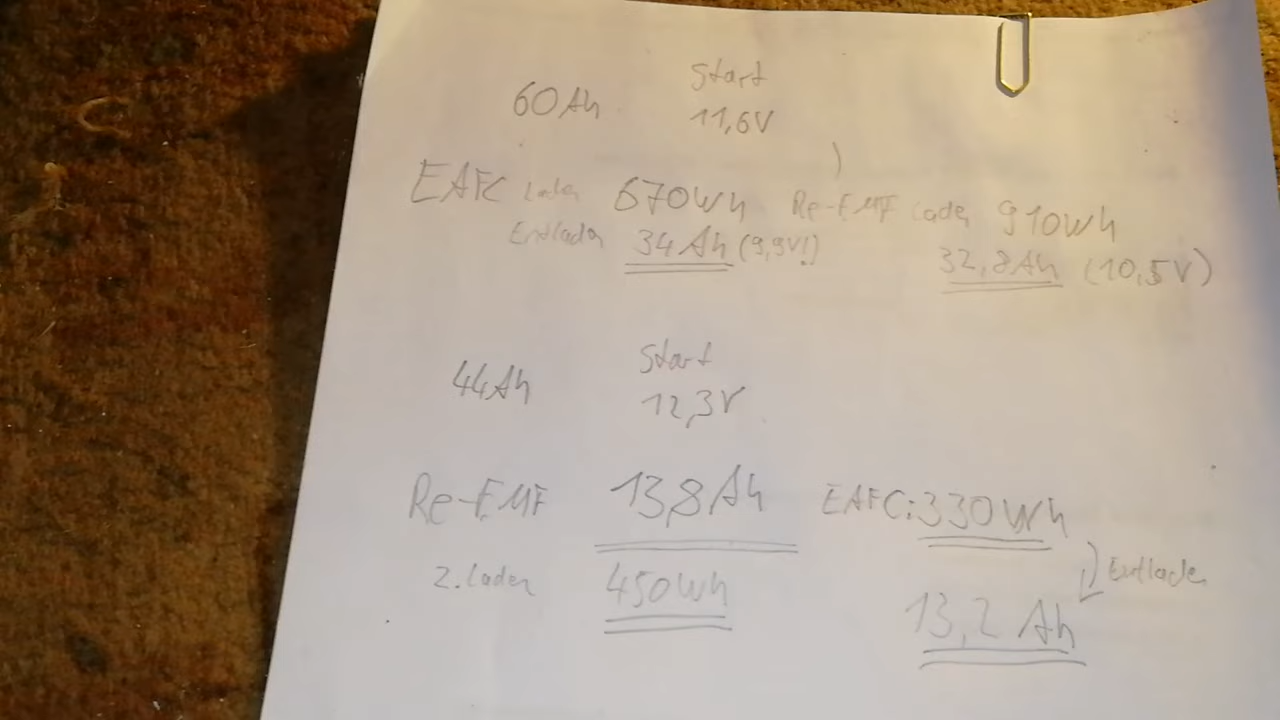 Start
60Ah 11,6V
EAFC Laden 670Wh Re-EMF Laden 910Wh
Entladen 34Ah (9,9V!) 32,8Ah (10,5V)
Start
44Ah 12,3V
Re-EMF 13,8Ah EAFC: 330Wh
2. Laden 450Wh Entladen
13,2 Ah